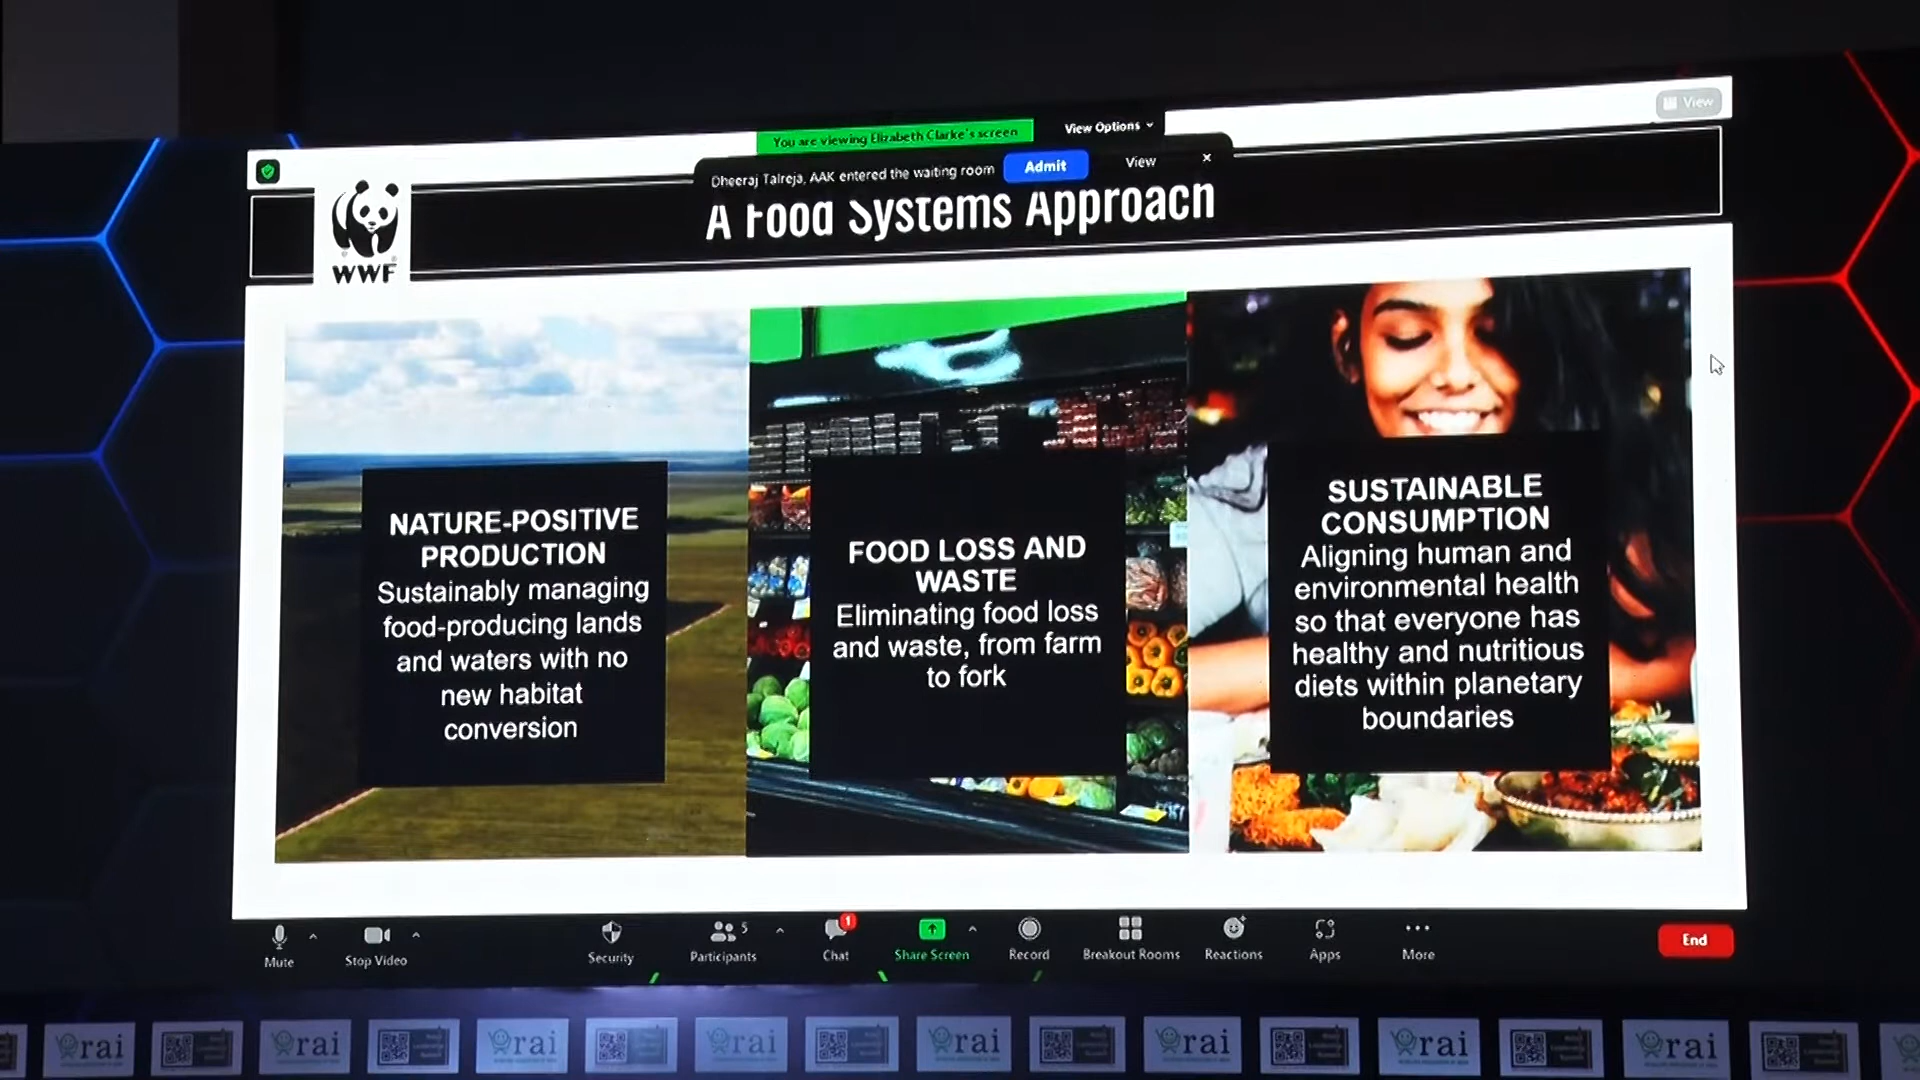 View
You are viewing Elizabeth Clarke's screen
View Options
Dheeraj Talreja, AAK entered the waiting room
Admit
View
A Food Systems Approach
WWF
NATURE-POSITIVE
PRODUCTION
Sustainably managing
food-producing lands
and waters with no
new habitat
conversion
FOOD LOSS AND
WASTE
Eliminating food loss
and waste, from farm
to fork
SUSTAINABLE
CONSUMPTION
Aligning human and
environmental health
so that everyone has
healthy and nutritious
diets within planetary
boundaries
Mute
Stop Video
Security
5
Participants
1
Chat
Share Screen
Record
Breakout Rooms
Reactions
Apps
More
End
rai
rai
rai
rai
rai
rai
rai
rai